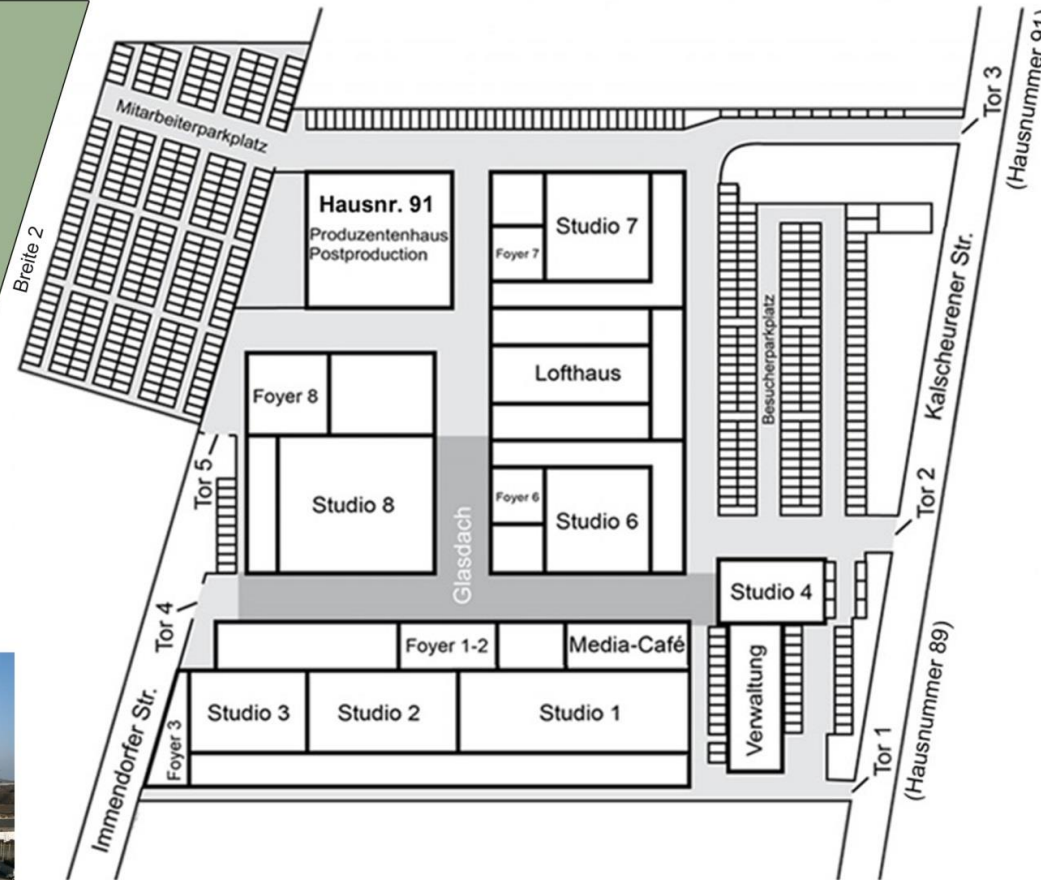 Tor 3
(Hausnummer 91)
Mitarbeiterparkplatz
Breite 2
Hausnr. 91
Produzentenhaus
Postproduction
Studio 7
Foyer 7
Lofthaus
Besucherparkplatz
Kalscheurener Str.
Foyer 8
Studio 8
Tor 5
Glasdach
Foyer 6
Studio 6
Tor 2
Studio 4
Tor 4
Foyer 1-2
Media-Café
Verwaltung
Studio 3
Studio 2
Studio 1
Foyer 3
Immendorfer Str.
Tor 1
(Hausnummer 89)